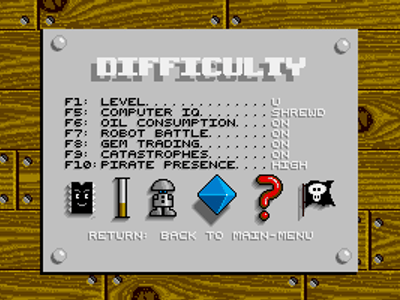 DIFFICULTY
F1: LEVEL.............. U
F5: COMPUTER IQ........ SHREWD
F6: OIL CONSUMPTION.... ON
F7: ROBOT BATTLE....... ON
F8: GEM TRADING........ ON
F9: CATASTROPHES....... ON
F10:PIRATE PRESENCE.... HIGH
RETURN: BACK TO MAIN-MENU